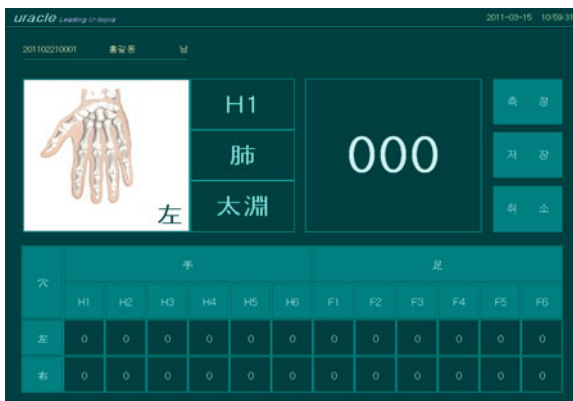 uracle Leading U-topia 2011-03-15 10:59:31
201102210001 홍길동 남
H1
肺
太淵
左
000
측 정
저 장
취 소
穴 手 足
H1 H2 H3 H4 H5 H6 F1 F2 F3 F4 F5 F6
左 0 0 0 0 0 0 0 0 0 0 0 0
右 0 0 0 0 0 0 0 0 0 0 0 0